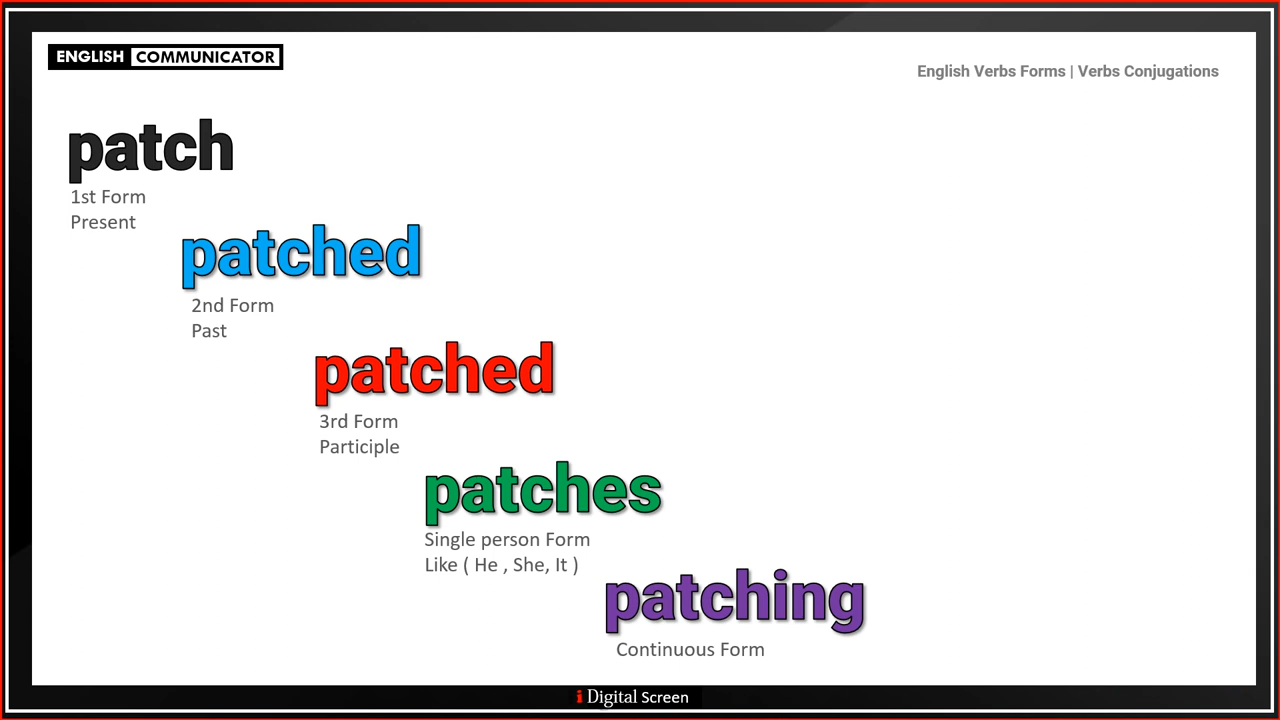 ENGLISH COMMUNICATOR
English Verbs Forms | Verbs Conjugations
patch
1st Form
Present
patched
2nd Form
Past
patched
3rd Form
Participle
patches
Single person Form
Like ( He , She, It )
patching
Continuous Form
i Digital Screen